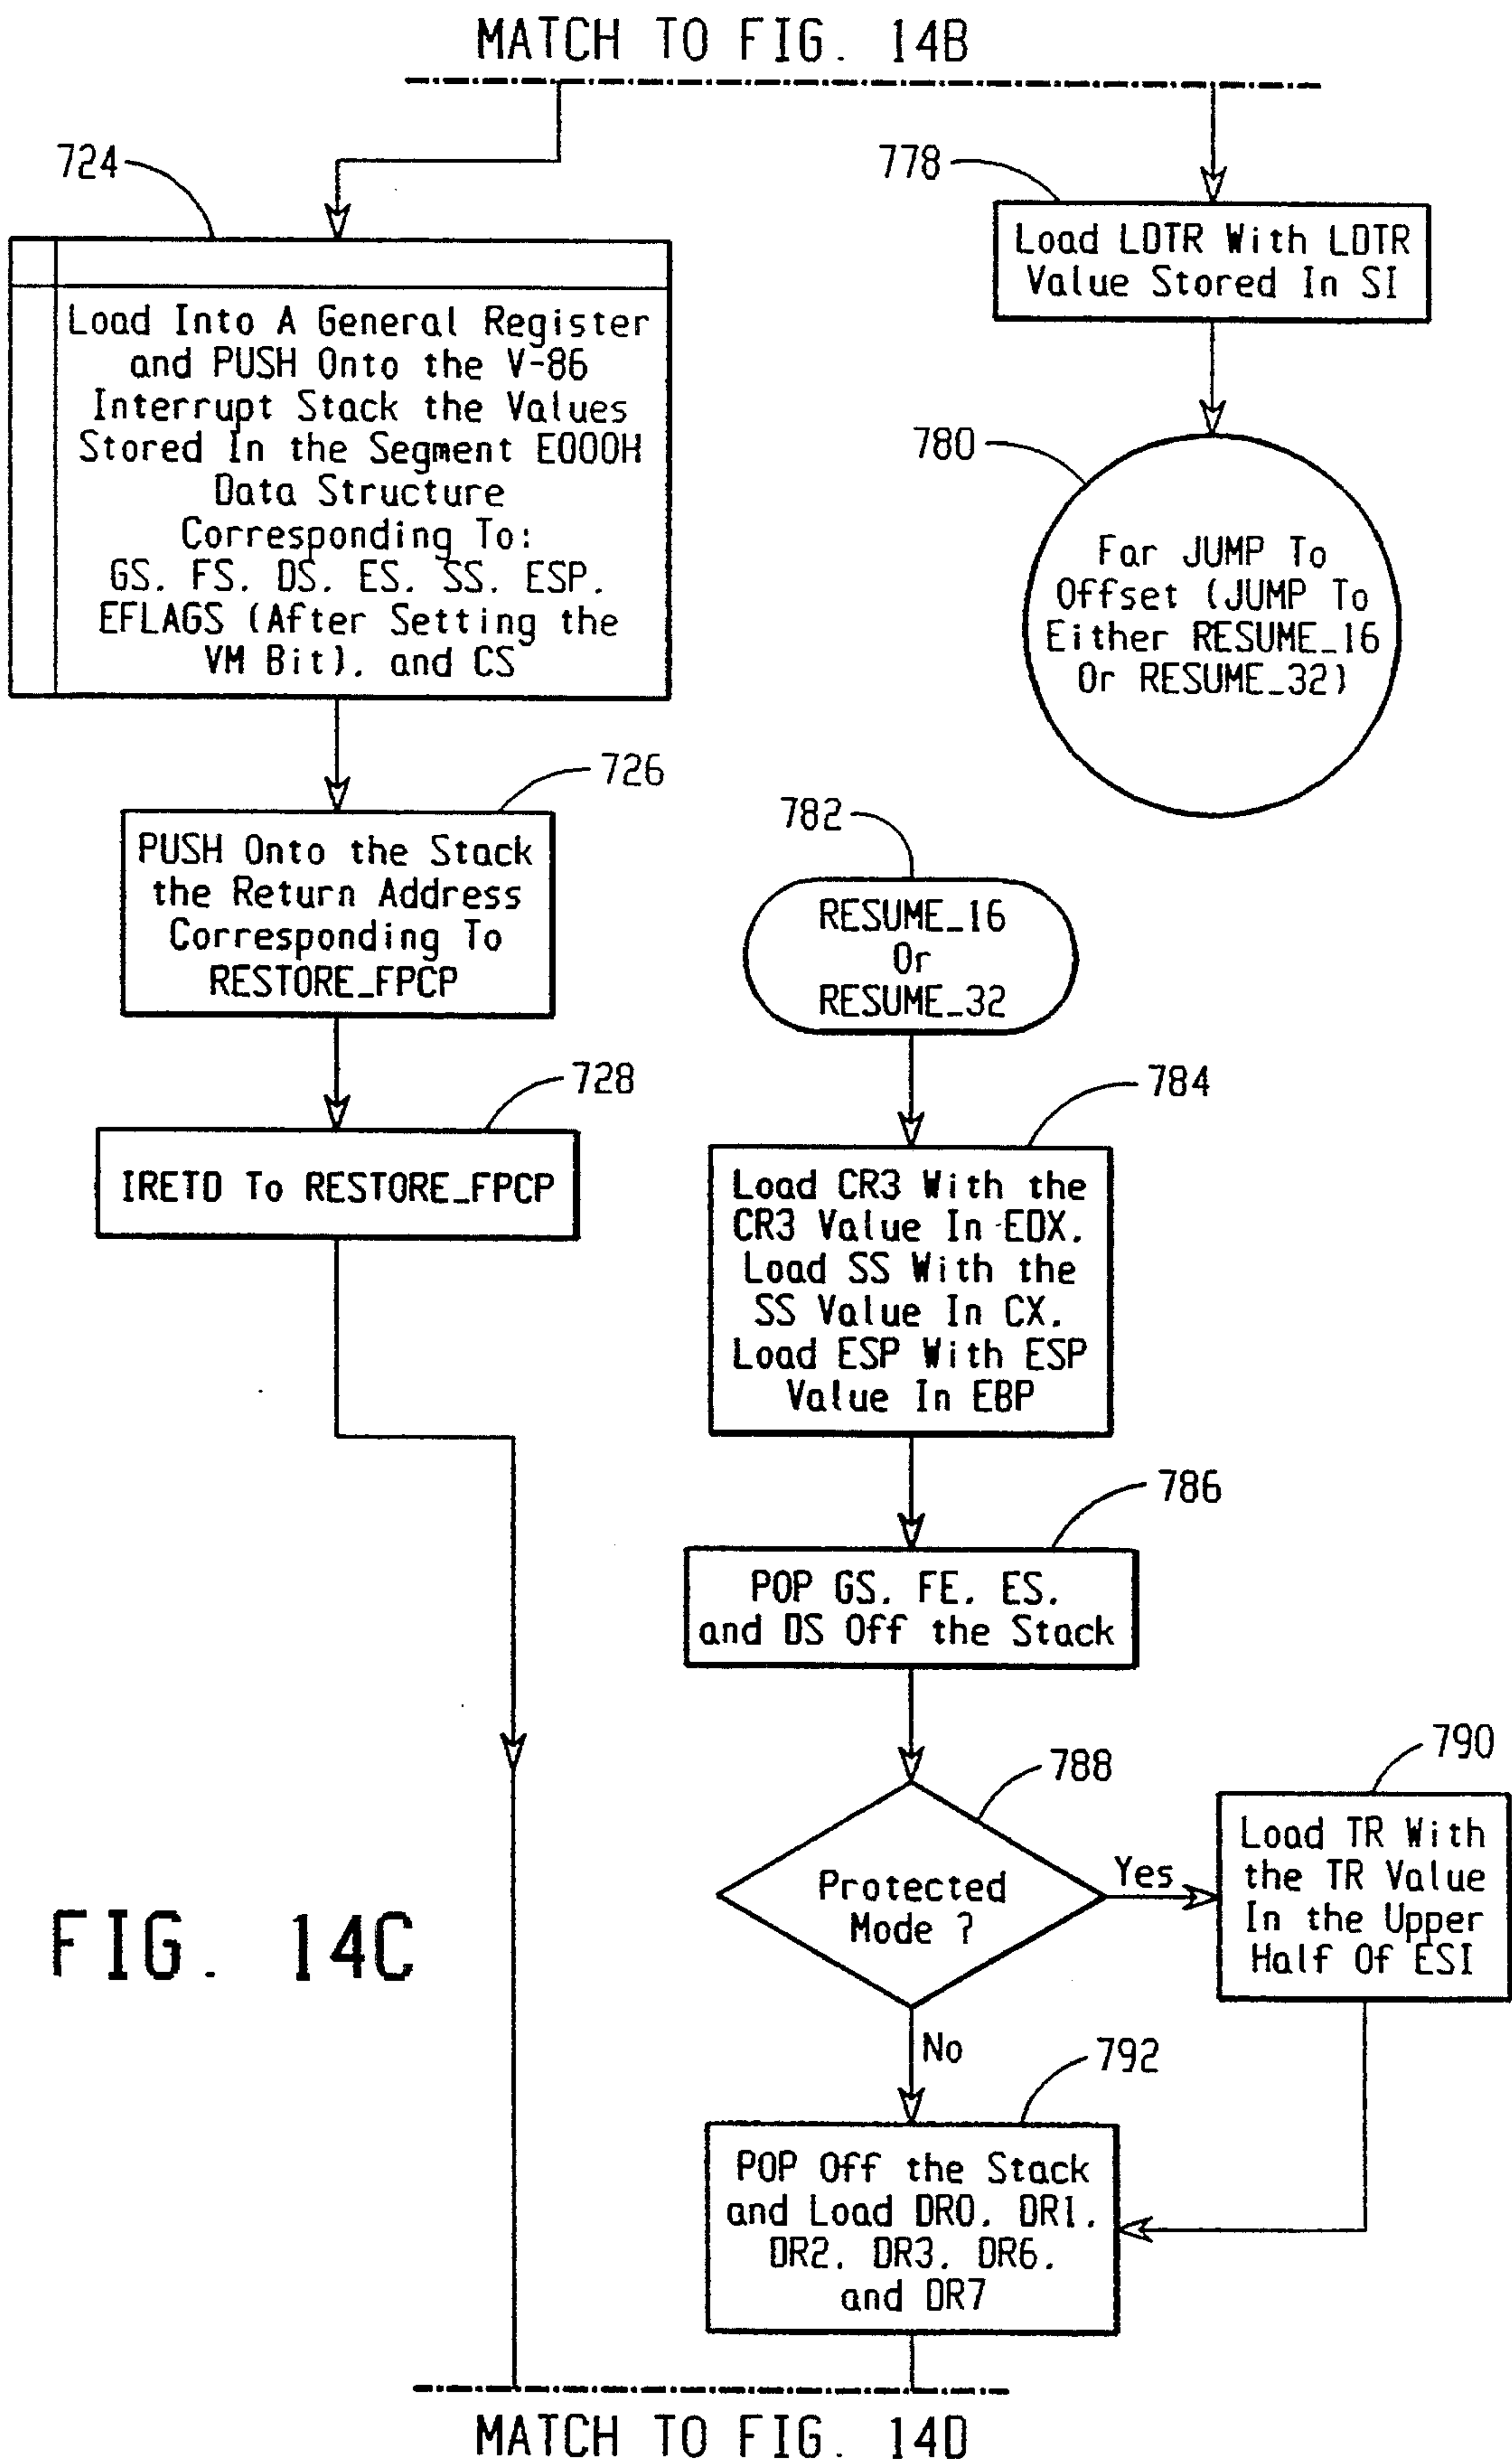 MATCH TO FIG. 14B
724
Load Into A General Register
and PUSH Onto the V-86
Interrupt Stack the Values
Stored In the Segment E000H
Data Structure
Corresponding To:
GS, FS, DS, ES, SS, ESP,
EFLAGS (After Setting the
VM Bit), and CS
726
PUSH Onto the Stack
the Return Address
Corresponding To
RESTORE_FPCP
728
IRETD To RESTORE_FPCP
778
Load LDTR With LDTR
Value Stored In SI
780
Far JUMP To
Offset (JUMP To
Either RESUME_16
Or RESUME_32)
782
RESUME_16
Or
RESUME_32
784
Load CR3 With the
CR3 Value In EDX.
Load SS With the
SS Value In CX.
Load ESP With ESP
Value In EBP
786
POP GS, FE, ES,
and DS Off the Stack
788
Protected
Mode ?
Yes
790
Load TR With
the TR Value
In the Upper
Half Of ESI
No
792
POP Off the Stack
and Load DR0, DR1,
DR2, DR3, DR6,
and DR7
FIG. 14C
MATCH TO FIG. 14D